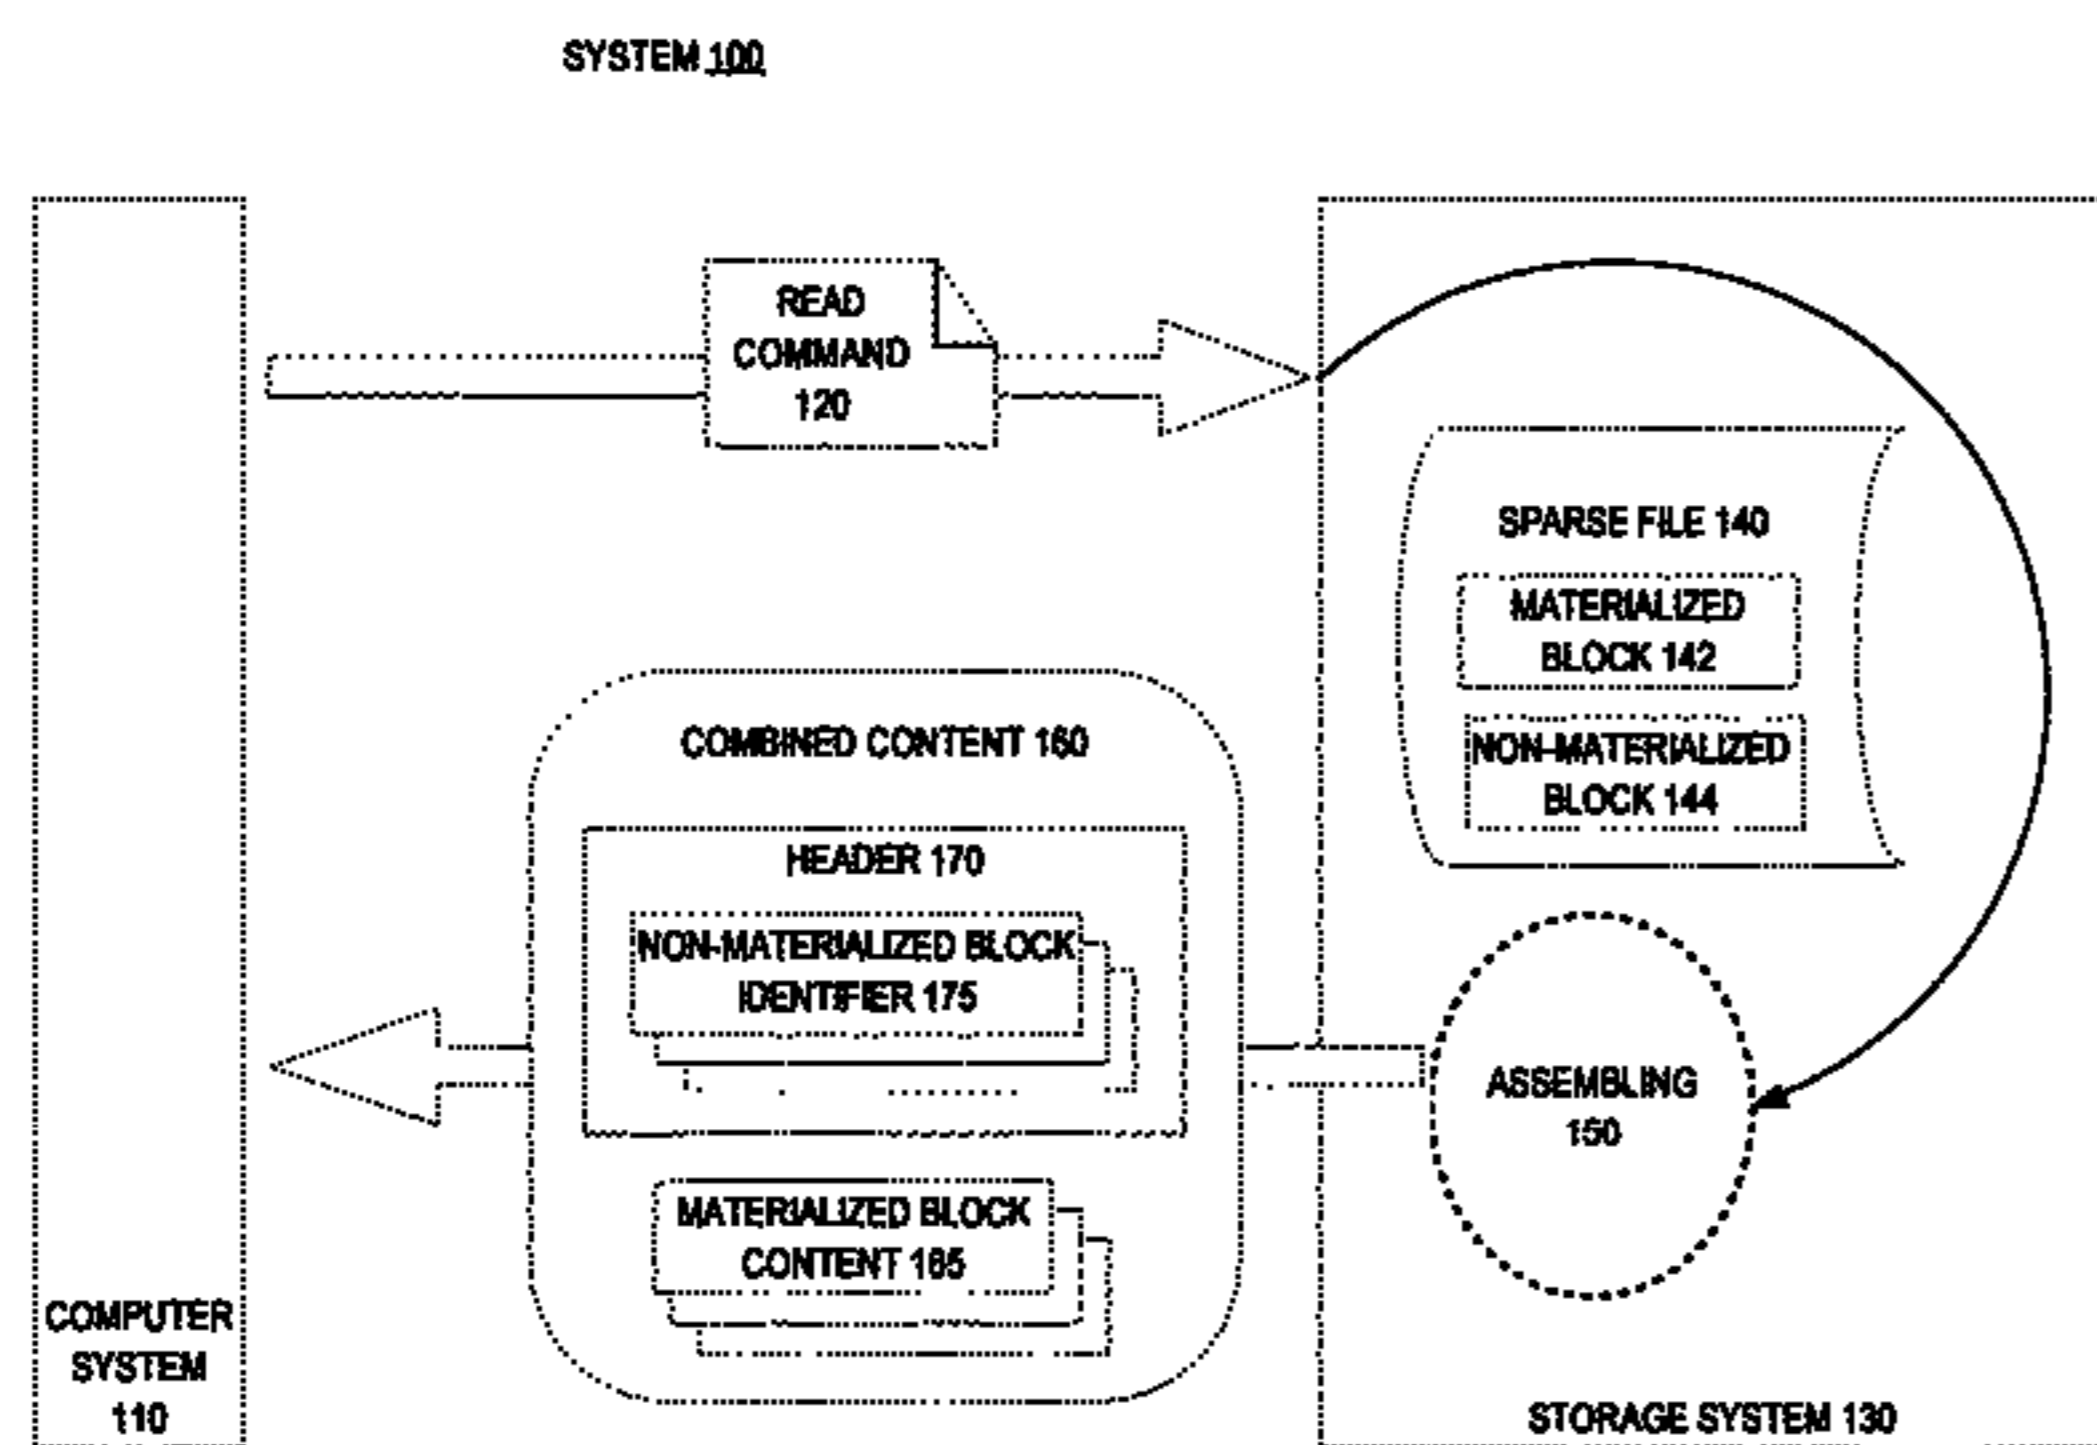 SYSTEM 100
READ
COMMAND
120
SPARSE FILE 140
MATERIALIZED
BLOCK 142
NON-MATERIALIZED
BLOCK 144
COMBINED CONTENT 160
HEADER 170
NON-MATERIALIZED BLOCK
IDENTIFIER 175
MATERIALIZED BLOCK
CONTENT 165
ASSEMBLING
150
COMPUTER
SYSTEM
110
STORAGE SYSTEM 130